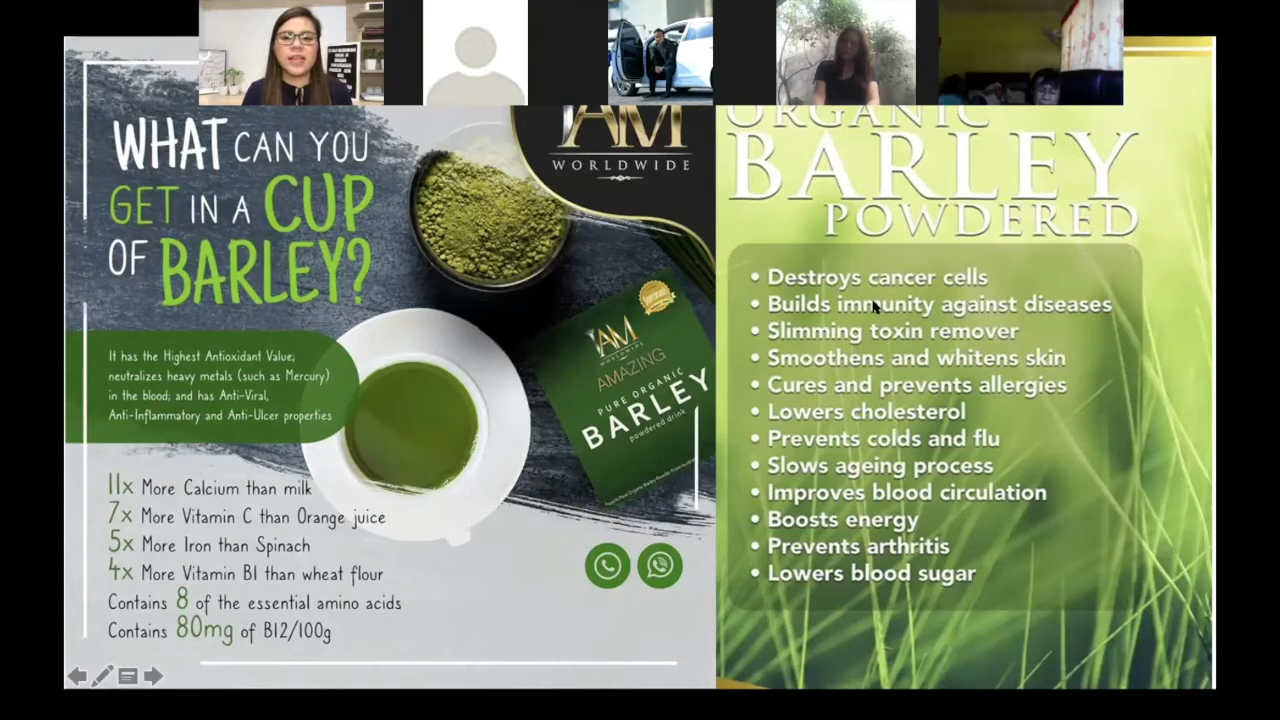 WHAT CAN YOU
GET IN A CUP
OF BARLEY?
It has the Highest Antioxidant Value;
neutralizes heavy metals (such as Mercury)
in the blood; and has Anti-Viral,
Anti-Inflammatory and Anti-Ulcer properties
11x More Calcium than milk
7x More Vitamin C than Orange juice
5x More Iron than Spinach
4x More Vitamin B1 than wheat flour
Contains 8 of the essential amino acids
Contains 80mg of B12/100g
IAM
WORLDWIDE
IAM
WORLDWIDE
AMAZING
PURE ORGANIC
BARLEY
powdered drink
ORGANIC
BARLEY
POWDERED
• Destroys cancer cells
• Builds immunity against diseases
• Slimming toxin remover
• Smoothens and whitens skin
• Cures and prevents allergies
• Lowers cholesterol
• Prevents colds and flu
• Slows ageing process
• Improves blood circulation
• Boosts energy
• Prevents arthritis
• Lowers blood sugar